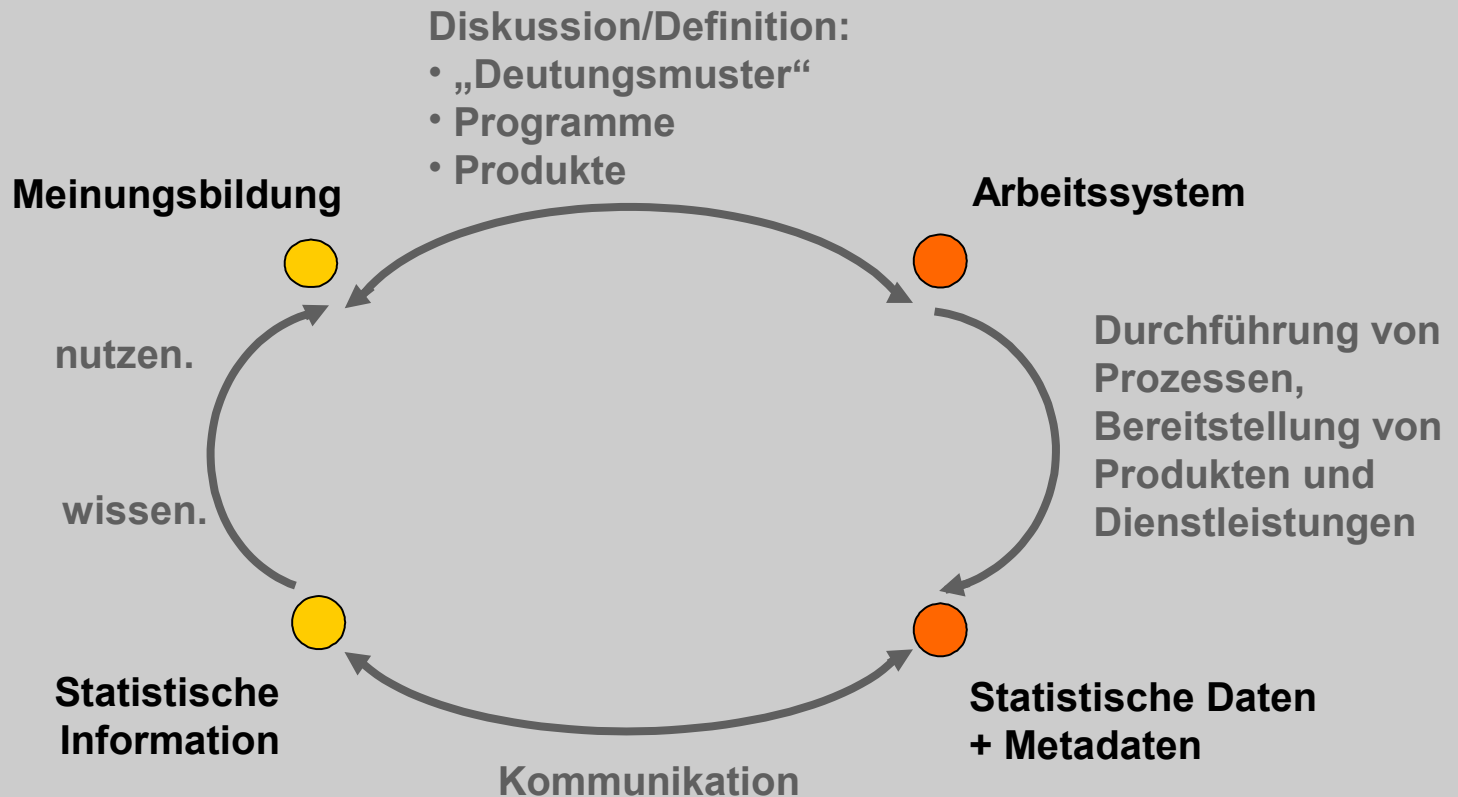 Diskussion/Definition:
• „Deutungsmuster“
• Programme
• Produkte
Meinungsbildung
Arbeitssystem
nutzen.
wissen.
Durchführung von
Prozessen,
Bereitstellung von
Produkten und
Dienstleistungen
Statistische
Information
Statistische Daten
+ Metadaten
Kommunikation